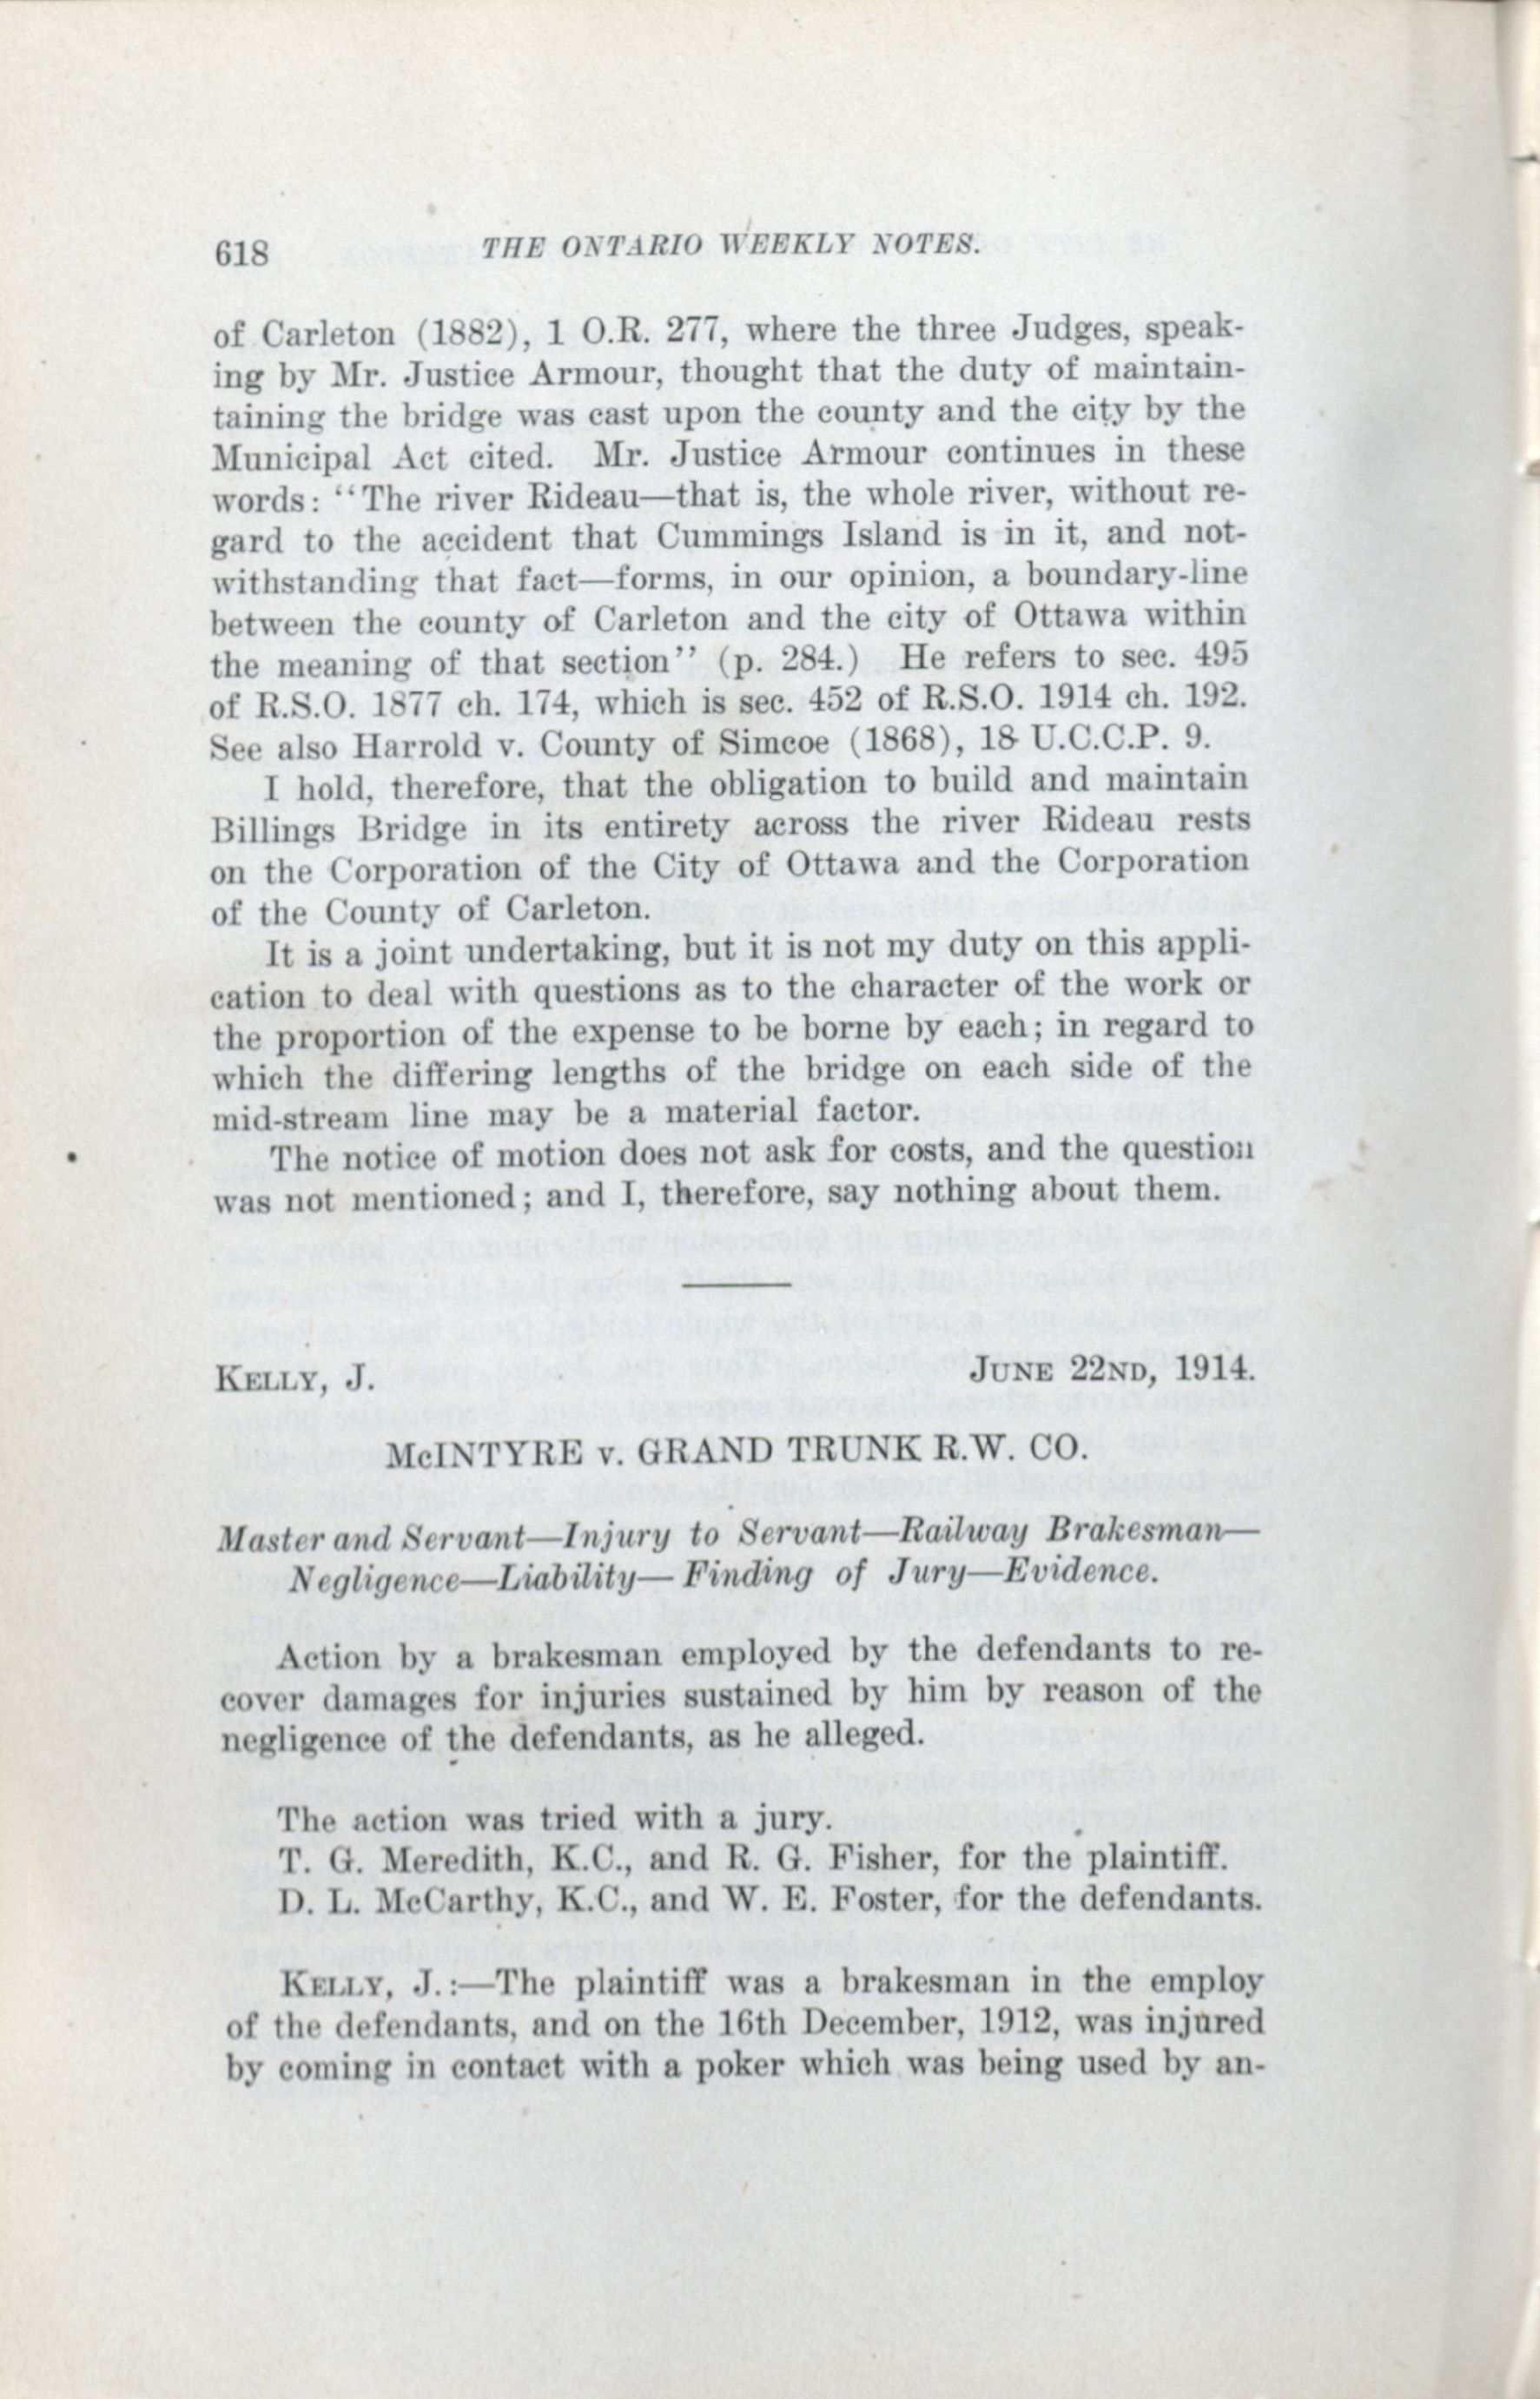 618
THE ONTARIO WEEKLY NOTES.
of Carleton (1882), 1 O.R. 277, where the three Judges, speak-
ing by Mr. Justice Armour, thought that the duty of maintain-
taining the bridge was cast upon the county and the city by the
Municipal Act cited. Mr. Justice Armour continues in these
words: "The river Rideau—that is, the whole river, without re-
gard to the accident that Cummings Island is in it, and not-
withstanding that fact—forms, in our opinion, a boundary-line
between the county of Carleton and the city of Ottawa within
the meaning of that section" (p. 284.) He refers to sec. 495
of R.S.O. 1877 ch. 174, which is sec. 452 of R.S.O. 1914 ch. 192.
See also Harrold v. County of Simcoe (1868), 18 U.C.C.P. 9.
I hold, therefore, that the obligation to build and maintain
Billings Bridge in its entirety across the river Rideau rests
on the Corporation of the City of Ottawa and the Corporation
of the County of Carleton.
It is a joint undertaking, but it is not my duty on this appli-
cation to deal with questions as to the character of the work or
the proportion of the expense to be borne by each; in regard to
which the differing lengths of the bridge on each side of the
mid-stream line may be a material factor.
The notice of motion does not ask for costs, and the question
was not mentioned; and I, therefore, say nothing about them.
KELLY, J.
JUNE 22ND, 1914.
McINTYRE v. GRAND TRUNK R.W. CO.
Master and Servant—Injury to Servant—Railway Brakesman—
Negligence—Liability—Finding of Jury—Evidence.
Action by a brakesman employed by the defendants to re-
cover damages for injuries sustained by him by reason of the
negligence of the defendants, as he alleged.
The action was tried with a jury.
T. G. Meredith, K.C., and R. G. Fisher, for the plaintiff.
D. L. McCarthy, K.C., and W. E. Foster, for the defendants.
KELLY, J.:—The plaintiff was a brakesman in the employ
of the defendants, and on the 16th December, 1912, was injured
by coming in contact with a poker which was being used by an-